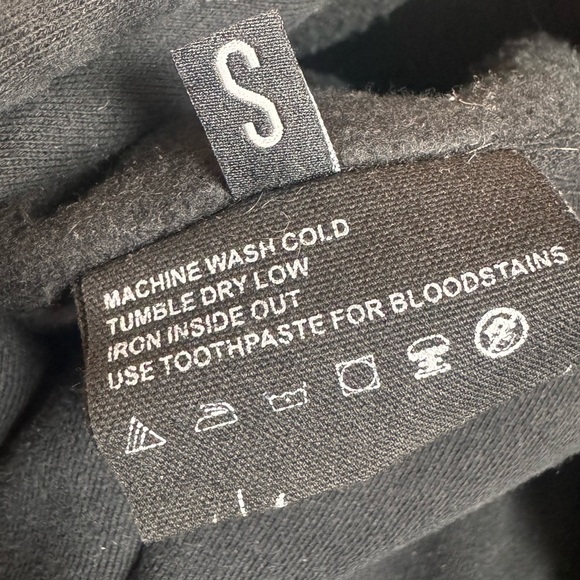 S
MACHINE WASH COLD
TUMBLE DRY LOW
IRON INSIDE OUT
USE TOOTHPASTE FOR BLOODSTAINS